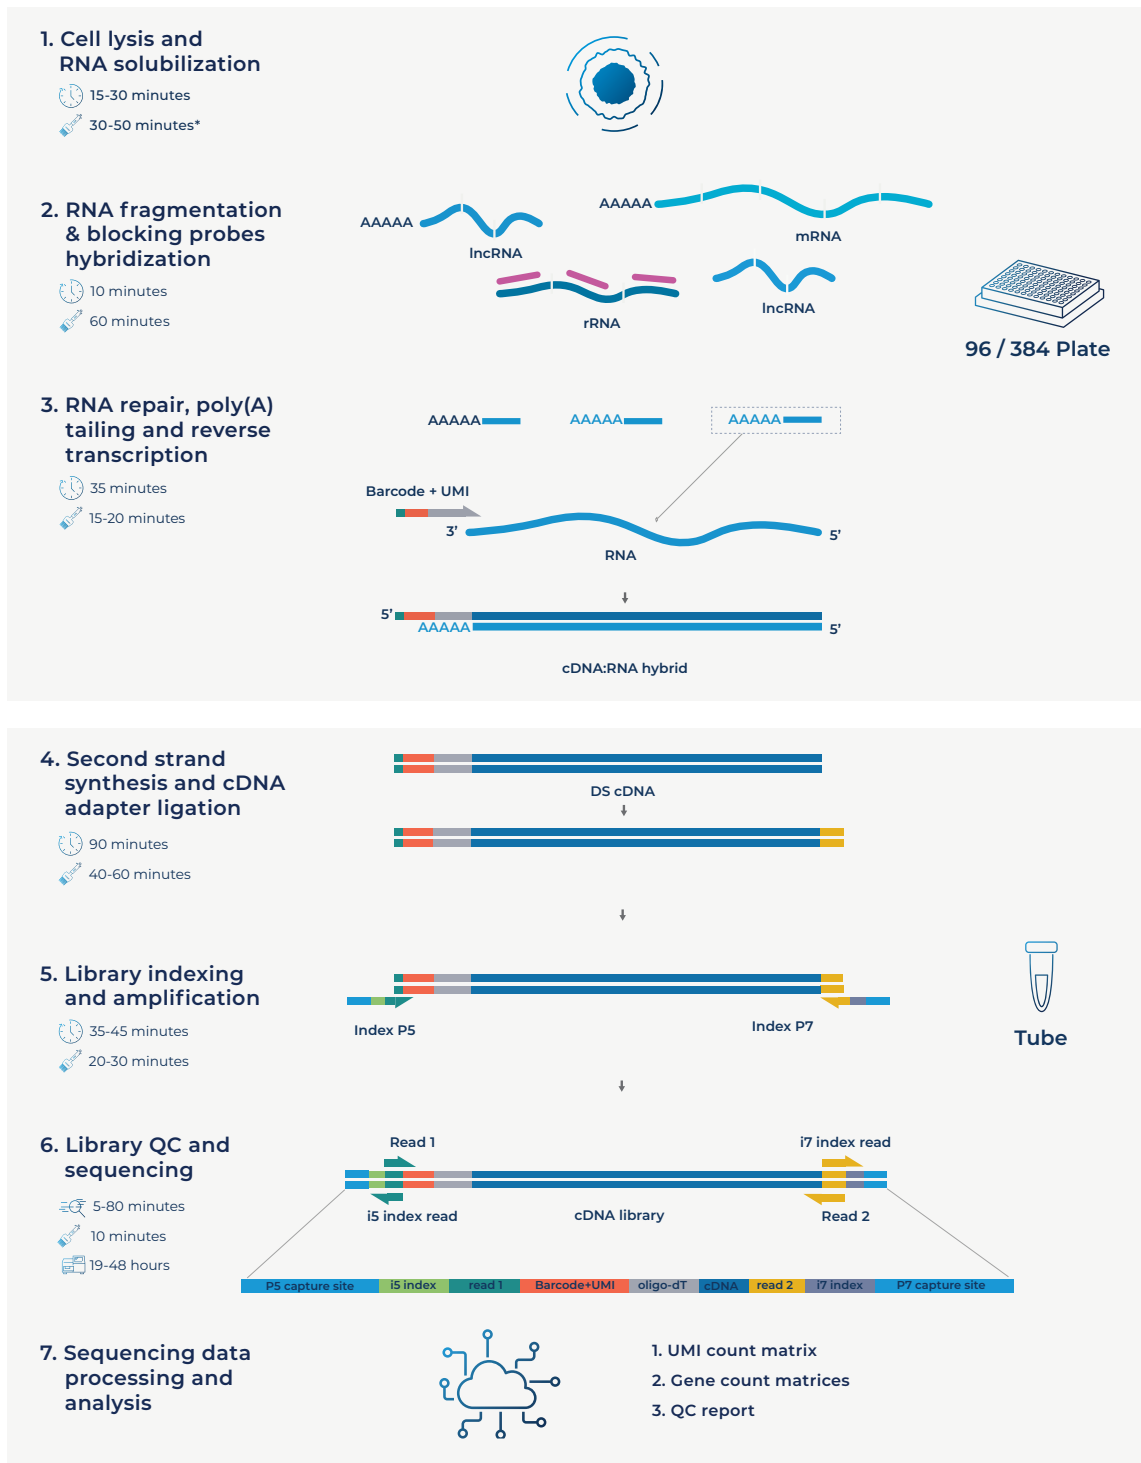 1. Cell lysis and
RNA solubilization
15-30 minutes
30-50 minutes*
2. RNA fragmentation
& blocking probes
hybridization
10 minutes
60 minutes
AAAAA
lncRNA
AAAAA
mRNA
rRNA
lncRNA
96 / 384 Plate
3. RNA repair, poly(A)
tailing and reverse
transcription
35 minutes
15-20 minutes
AAAAA
AAAAA
AAAAA
Barcode + UMI
3’
RNA
5’
5’
AAAAA
5’
cDNA:RNA hybrid
4. Second strand
synthesis and cDNA
adapter ligation
90 minutes
40-60 minutes
DS cDNA
5. Library indexing
and amplification
35-45 minutes
20-30 minutes
Index P5
Index P7
Tube
6. Library QC and
sequencing
5-80 minutes
10 minutes
19-48 hours
Read 1
i7 index read
i5 index read
cDNA library
Read 2
P5 capture site
i5 index
read 1
Barcode+UMI
oligo-dT
cDNA
read 2
i7 index
P7 capture site
7. Sequencing data
processing and
analysis
1. UMI count matrix
2. Gene count matrices
3. QC report